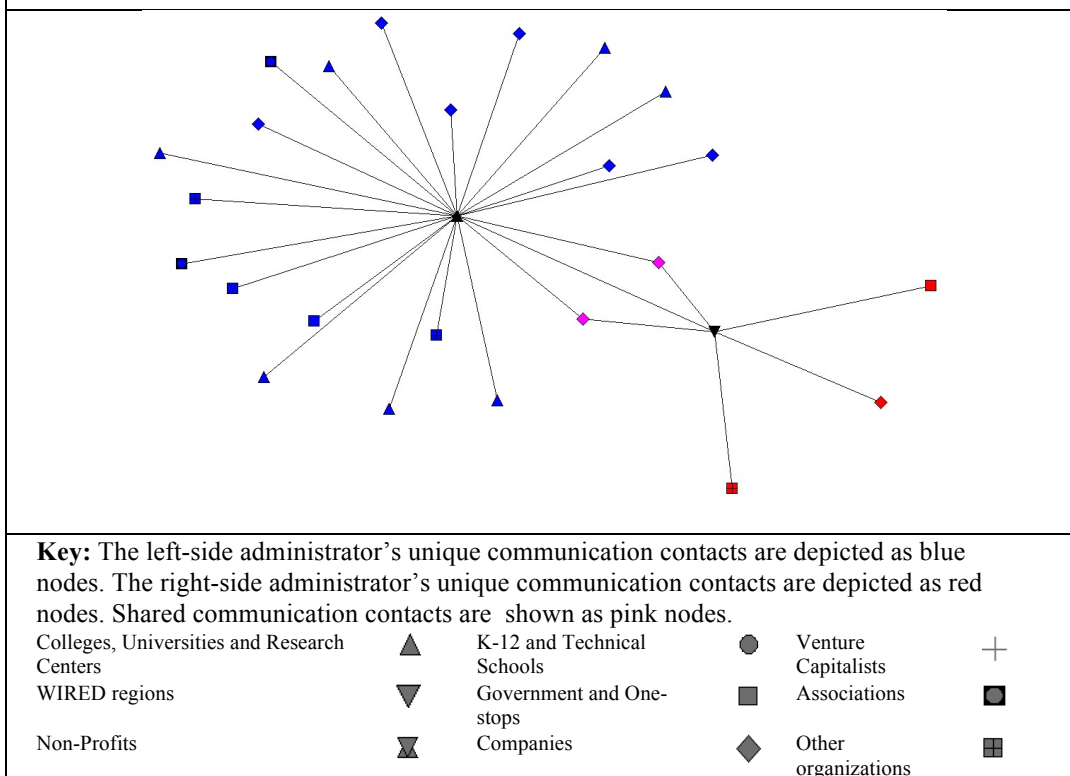 Key: The left-side administrator's unique communication contacts are depicted as blue
nodes. The right-side administrator's unique communication contacts are depicted as red
nodes. Shared communication contacts are shown as pink nodes.
Colleges, Universities and Research
Centers
K-12 and Technical
Schools
Venture
Capitalists
WIRED regions
Government and One-
stops
Associations
Non-Profits
Companies
Other
organizations